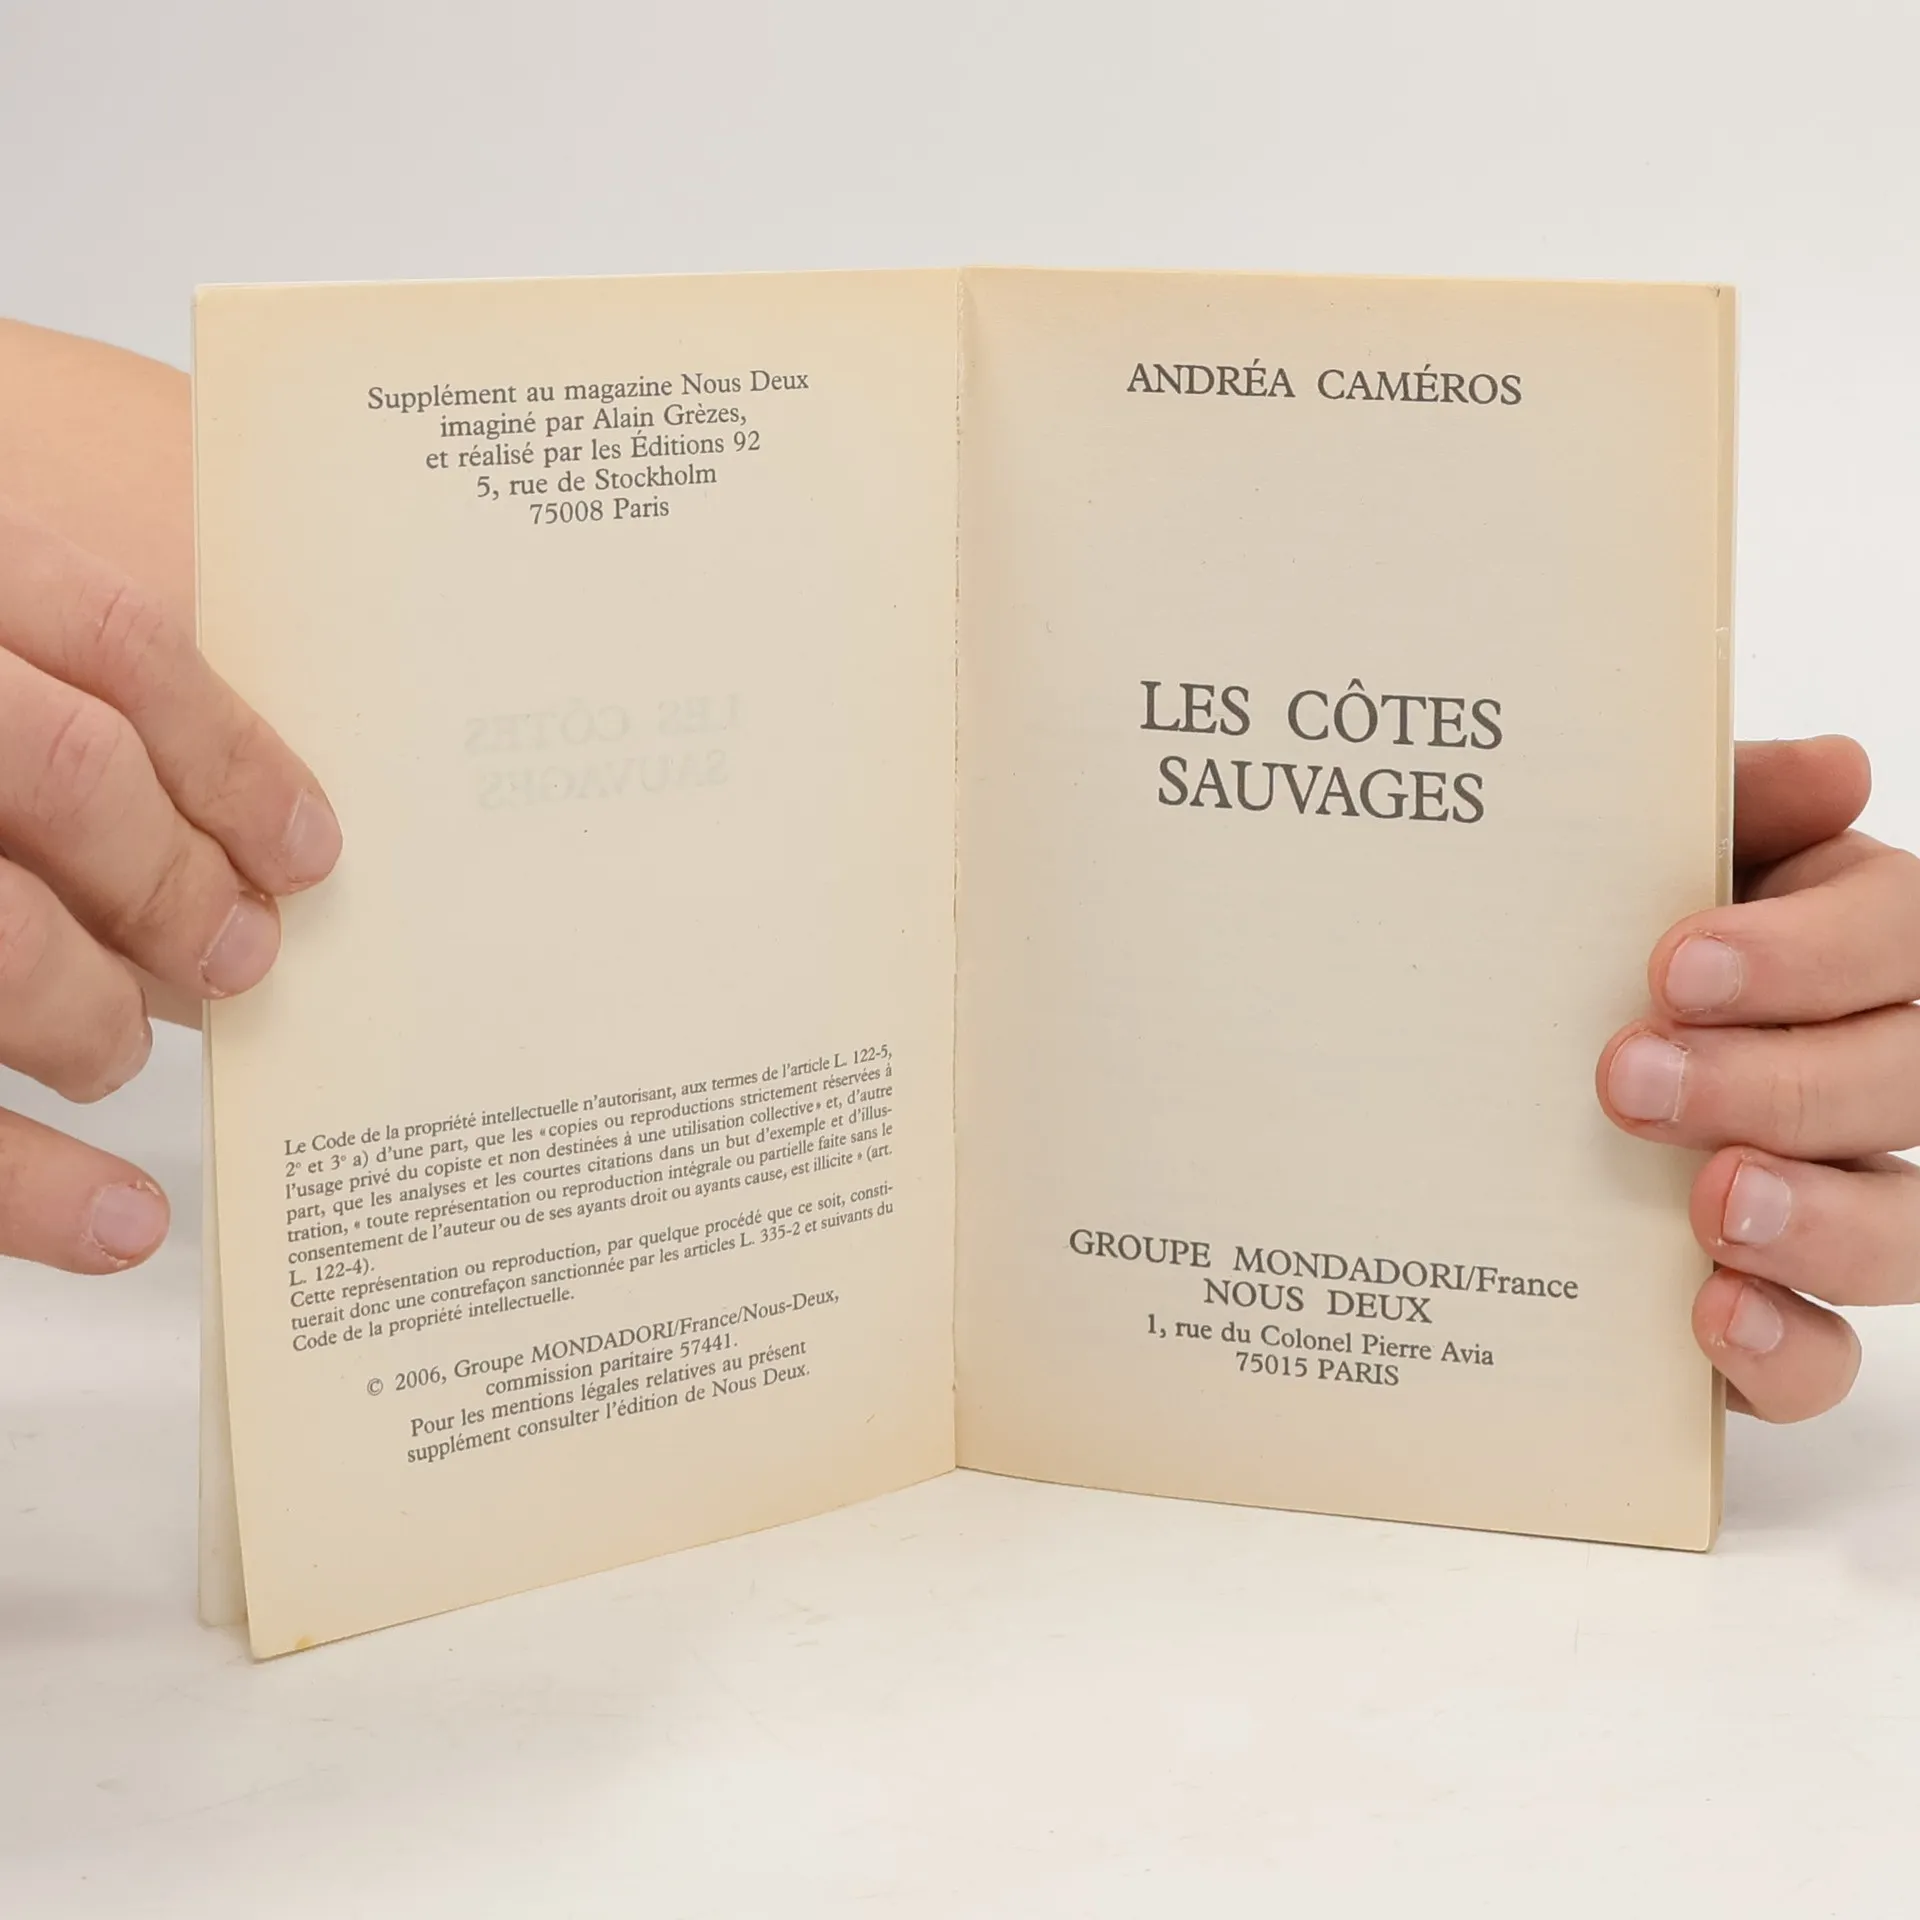 Supplément au magazine Nous Deux
imaginé par Alain Grèzes,
et réalisé par les Éditions 92
5, rue de Stockholm
75008 Paris
LES CÔTES
SAUVAGES
Le Code de la propriété intellectuelle n'autorisant, aux termes de l'article L. 122-5,
2° et 3° a) d'une part, que les « copies ou reproductions strictement réservées à
l'usage privé du copiste et non destinées à une utilisation collective » et, d'autre
part, que les analyses et les courtes citations dans un but d'exemple et d'illus-
tration, « toute représentation ou reproduction intégrale ou partielle faite sans le
consentement de l'auteur ou de ses ayants droit ou ayants cause, est illicite » (art.
L. 122-4).
Cette représentation ou reproduction, par quelque procédé que ce soit, consti-
tuerait donc une contrefaçon sanctionnée par les articles L. 335-2 et suivants du
Code de la propriété intellectuelle.
© 2006, Groupe MONDADORI/France/Nous-Deux,
commission paritaire 57441.
Pour les mentions légales relatives au présent
supplément consulter l'édition de Nous Deux.
ANDRÉA CAMÉROS
LES CÔTES
SAUVAGES
GROUPE MONDADORI/France
NOUS DEUX
1, rue du Colonel Pierre Avia
75015 PARIS